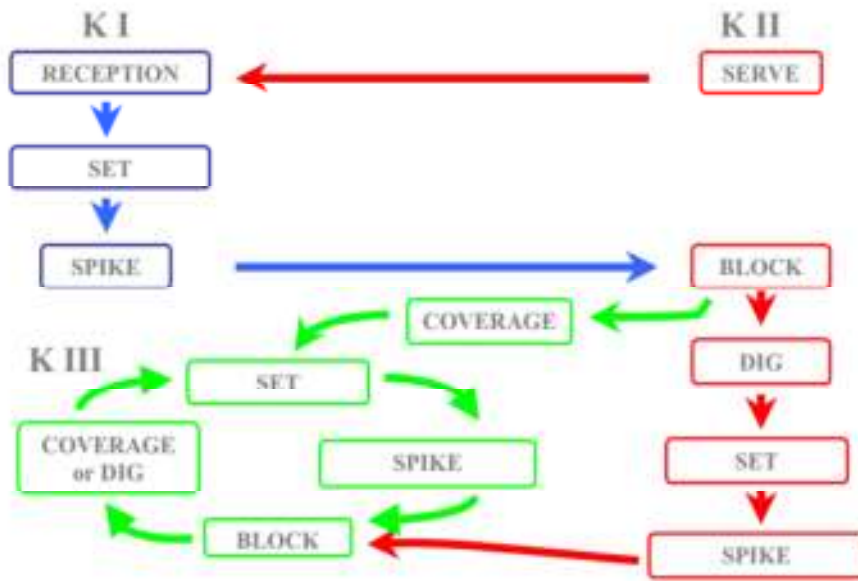 K I
K II
RECEPTION
SERVE
SET
SPIKE
BLOCK
COVERAGE
K III
SET
DIG
COVERAGE
or DIG
SPIKE
SET
BLOCK
SPIKE